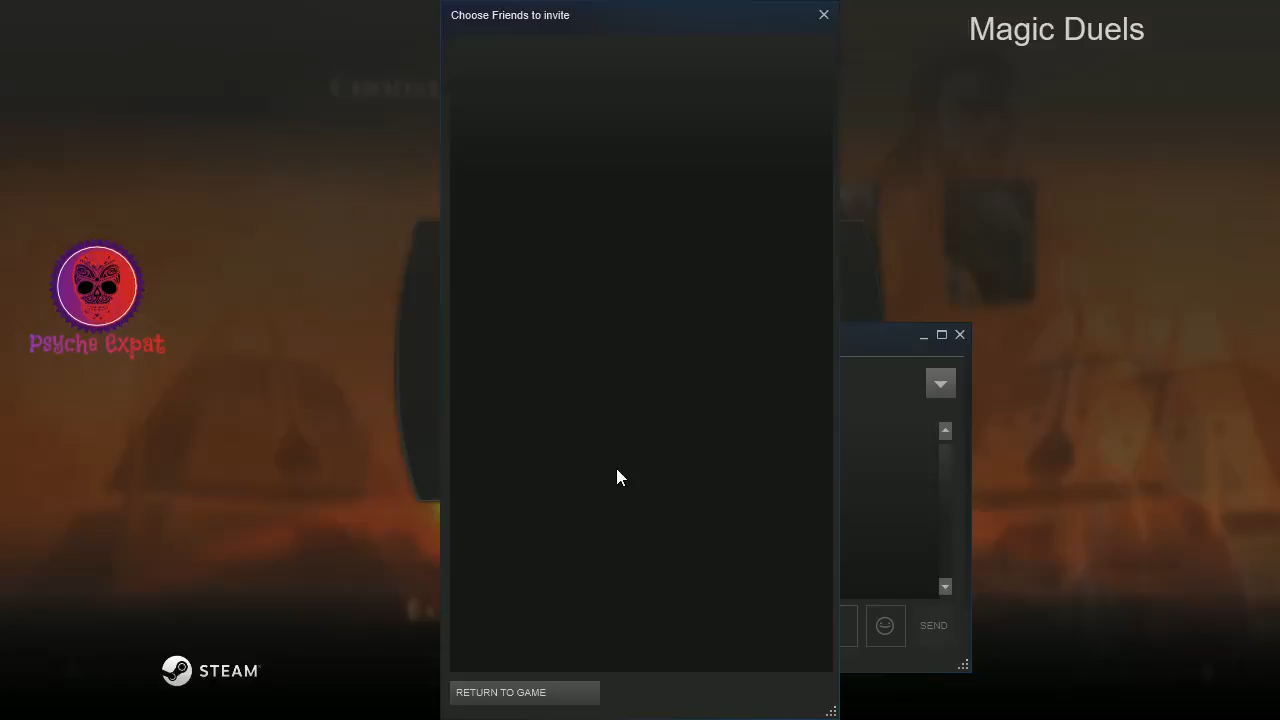 Choose Friends to invite
Magic Duels
Psyche Expat
SEND
STEAM
RETURN TO GAME